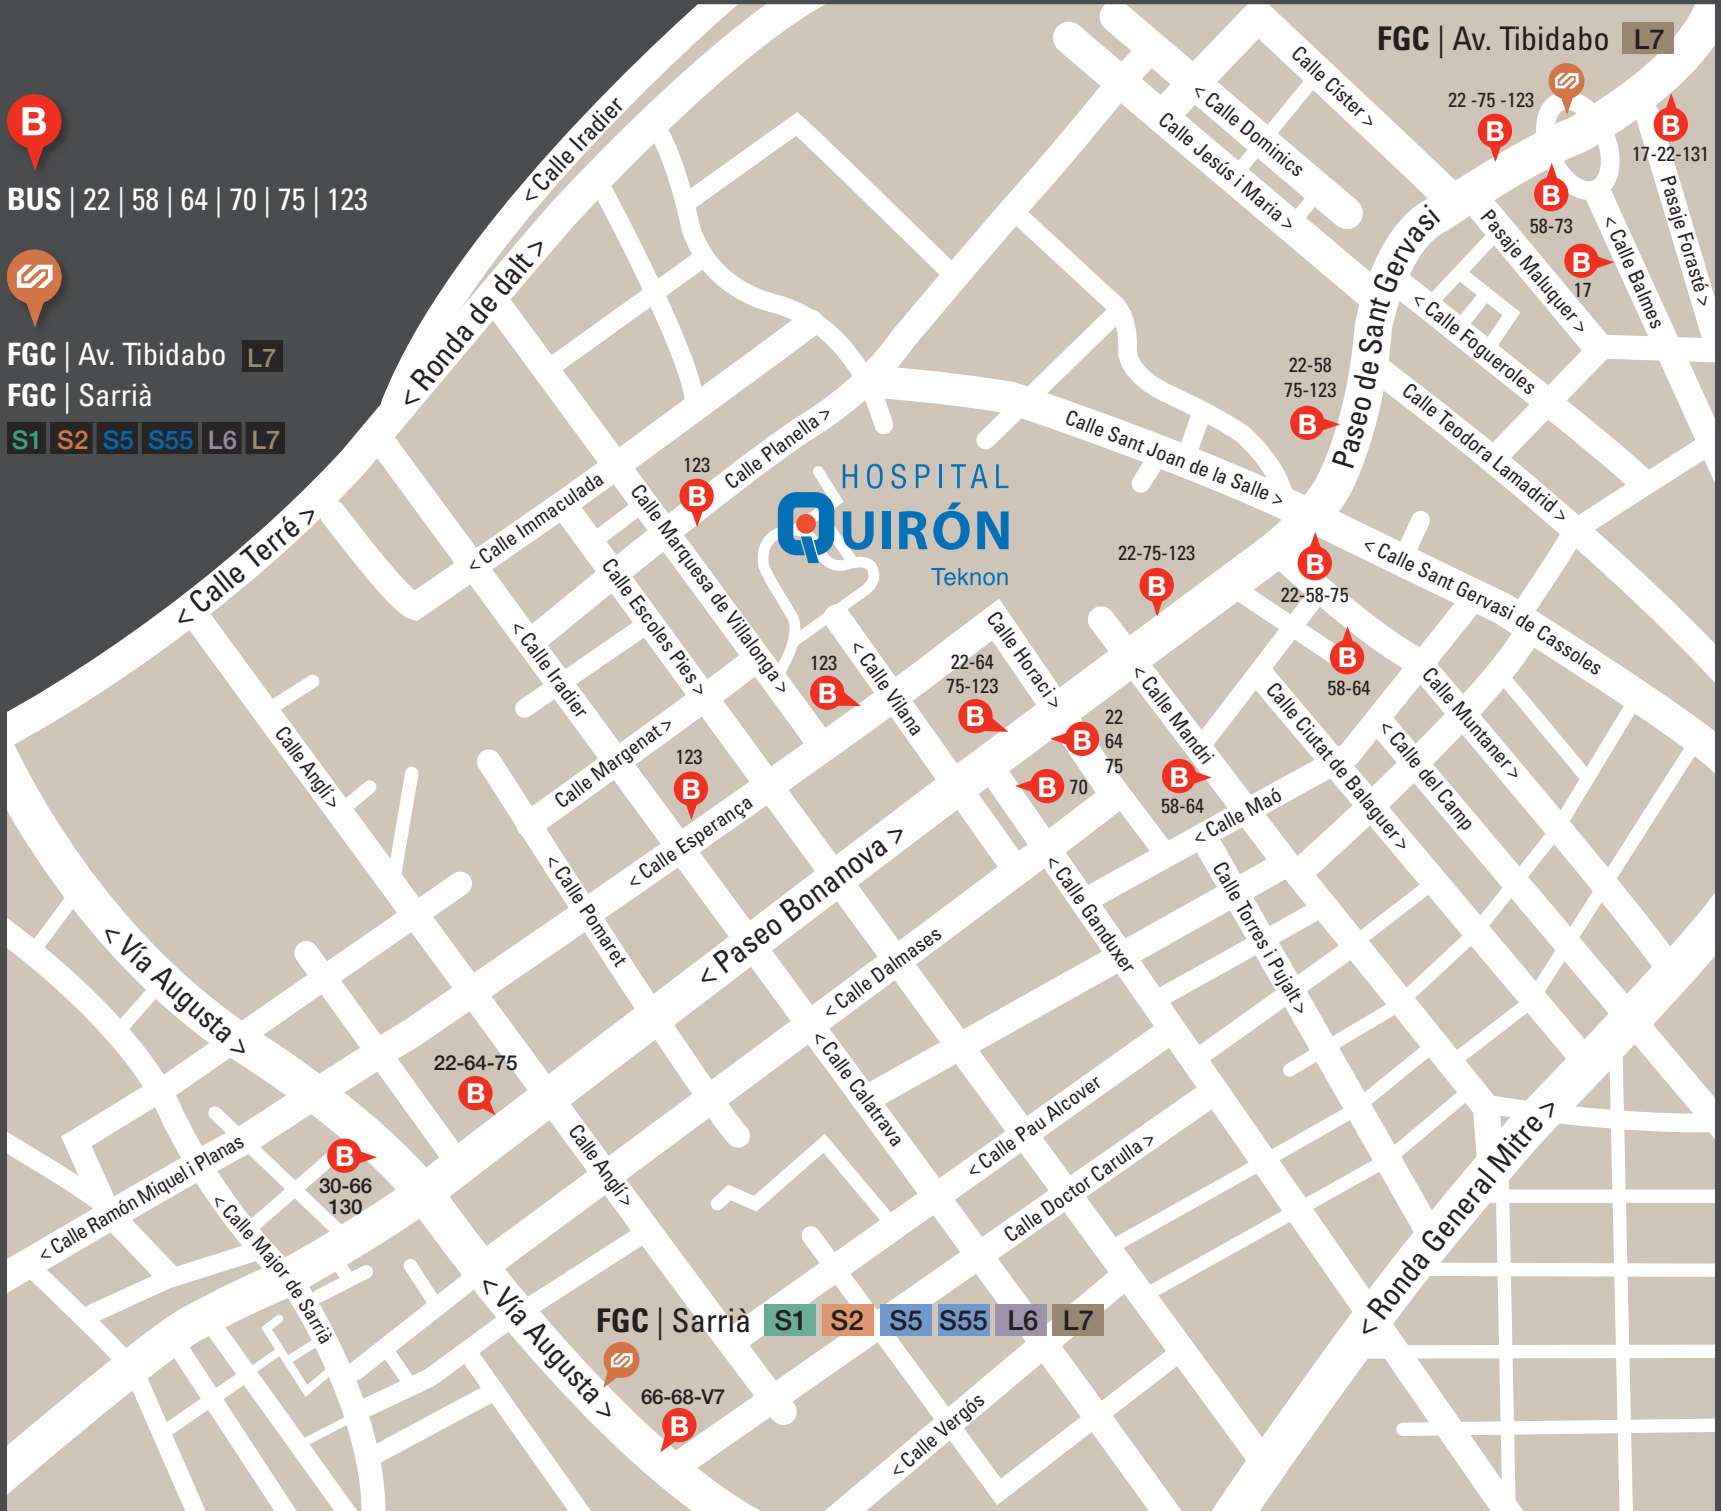 B
BUS | 22 | 58 | 64 | 70 | 75 | 123
FGC | Av. Tibidabo L7
FGC | Sarrià
S1 S2 S5 S55 L6 L7
FGC | Av. Tibidabo L7
22 -75 -123
B
B
17-22-131
B
58-73
B
17
Calle Císter >
< Calle Dominics
Calle Jesús i Maria >
Pasaje Forasté >
Pasaje Maluquer >
< Calle Balmes
< Calle Iradier
< Ronda de dalt >
Paseo de Sant Gervasi
< Calle Fogueroles
22-58
75-123
B
Calle Teodora Lamadrid >
Calle Sant Joan de la Salle >
Calle Planella >
123
B
HOSPITAL
QUIRÓN
Teknon
< Calle Immaculada
Calle Marquesa de Villalonga >
< Calle Terré >
Calle Escoles Pies >
22-75-123
B
B
22-58-75
< Calle Sant Gervasi de Cassoles
B
58-64
< Calle Iradier
123
B
< Calle Vilana
22-64
75-123
B
Calle Horaci >
B
22
64
75
B 70
< Calle Mandri
B
58-64
Calle Muntaner >
Calle Ciutat de Balaguer >
< Calle del Camp
< Calle Maó
Calle Anglí >
Calle Margenat >
123
B
< Calle Esperança
< Paseo Bonanova >
< Calle Pomaret
< Calle Ganduxer
Calle Torres i Pujalt >
< Calle Dalmases
< Vía Augusta >
22-64-75
B
< Calle Calatrava
< Calle Pau Alcover
Calle Doctor Carulla >
B
30-66
130
Calle Anglí >
< Calle Ramón Miquel i Planas
< Calle Major de Sarrià
< Ronda General Mitre >
< Vía Augusta >
FGC | Sarrià S1 S2 S5 S55 L6 L7
66-68-V7
B
< Calle Vergós